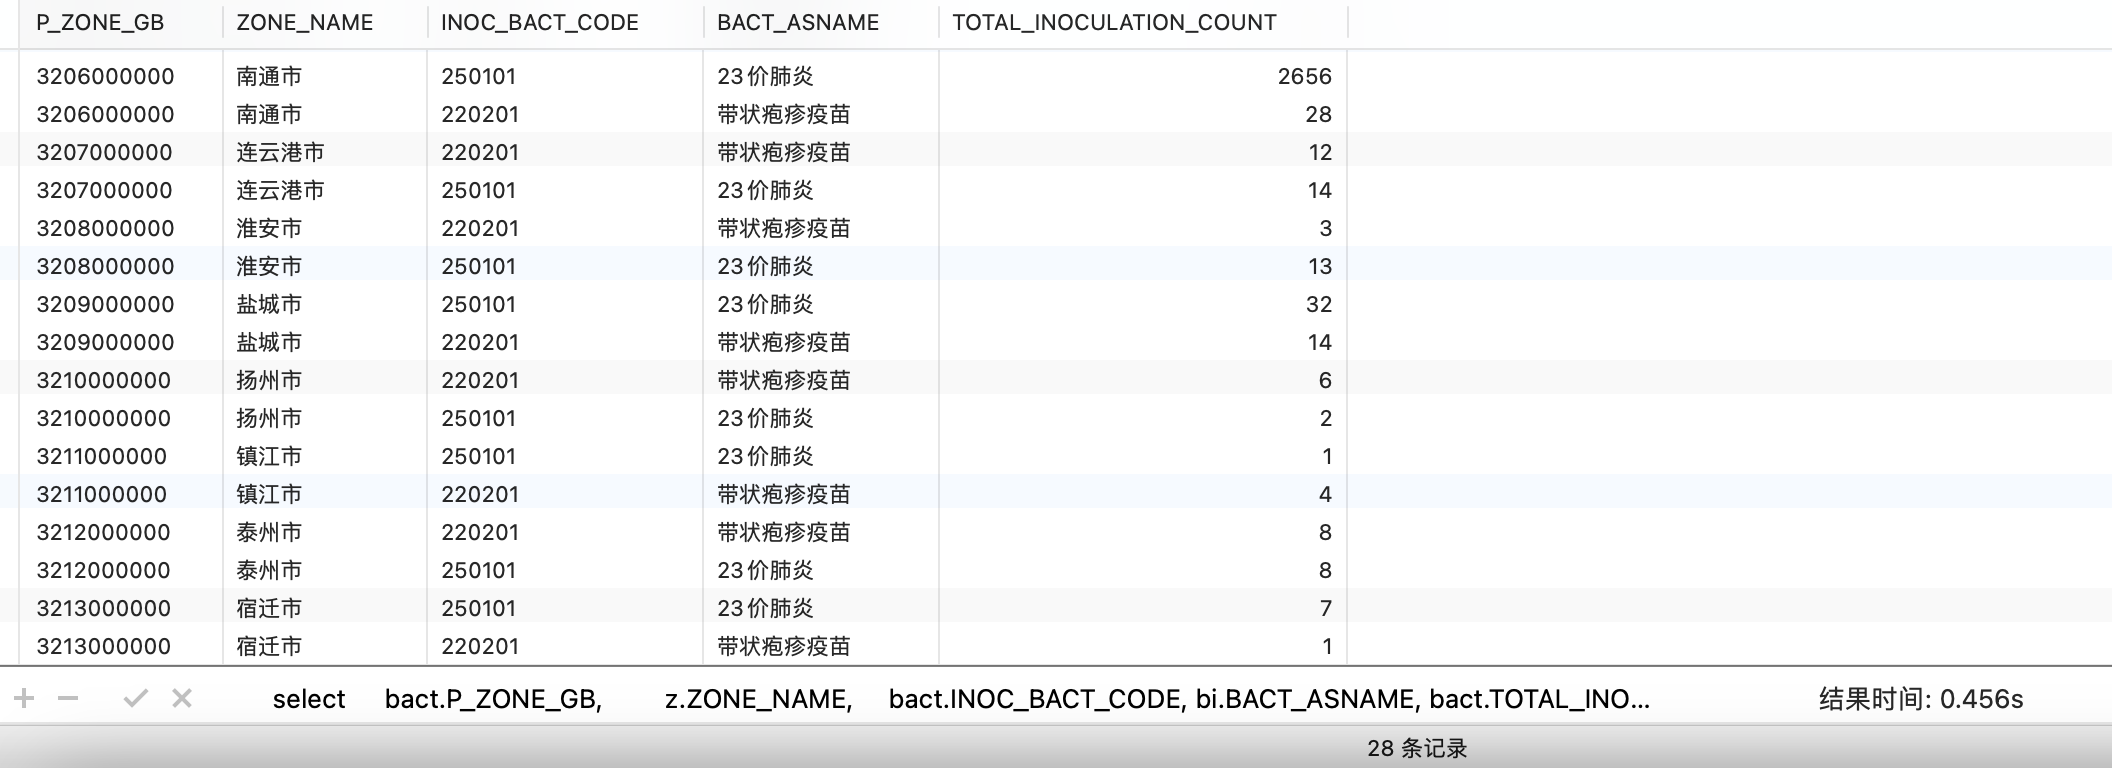 P_ZONE_GB ZONE_NAME INOC_BACT_CODE BACT_ASNAME TOTAL_INOCULATION_COUNT
3206000000 南通市 250101 23价肺炎 2656
3206000000 南通市 220201 带状疱疹疫苗 28
3207000000 连云港市 220201 带状疱疹疫苗 12
3207000000 连云港市 250101 23价肺炎 14
3208000000 淮安市 220201 带状疱疹疫苗 3
3208000000 淮安市 250101 23价肺炎 13
3209000000 盐城市 250101 23价肺炎 32
3209000000 盐城市 220201 带状疱疹疫苗 14
3210000000 扬州市 220201 带状疱疹疫苗 6
3210000000 扬州市 250101 23价肺炎 2
3211000000 镇江市 250101 23价肺炎 1
3211000000 镇江市 220201 带状疱疹疫苗 4
3212000000 泰州市 220201 带状疱疹疫苗 8
3212000000 泰州市 250101 23价肺炎 8
3213000000 宿迁市 250101 23价肺炎 7
3213000000 宿迁市 220201 带状疱疹疫苗 1
select bact.P_ZONE_GB, z.ZONE_NAME, bact.INOC_BACT_CODE, bi.BACT_ASNAME, bact.TOTAL_INO... 结果时间: 0.456s
28 条记录